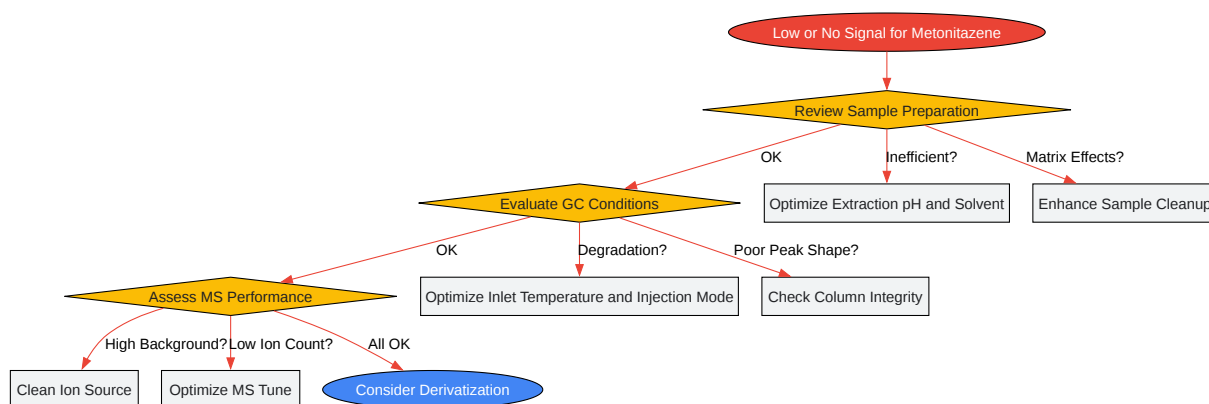 Low or No Signal for Metonitazene
Review Sample Preparation
OK
Inefficient?
Matrix Effects?
Evaluate GC Conditions
Optimize Extraction pH and Solvent
Enhance Sample Cleanup
OK
Degradation?
Poor Peak Shape?
Assess MS Performance
Optimize Inlet Temperature and Injection Mode
Check Column Integrity
High Background?
Low Ion Count?
All OK
Clean Ion Source
Optimize MS Tune
Consider Derivatization